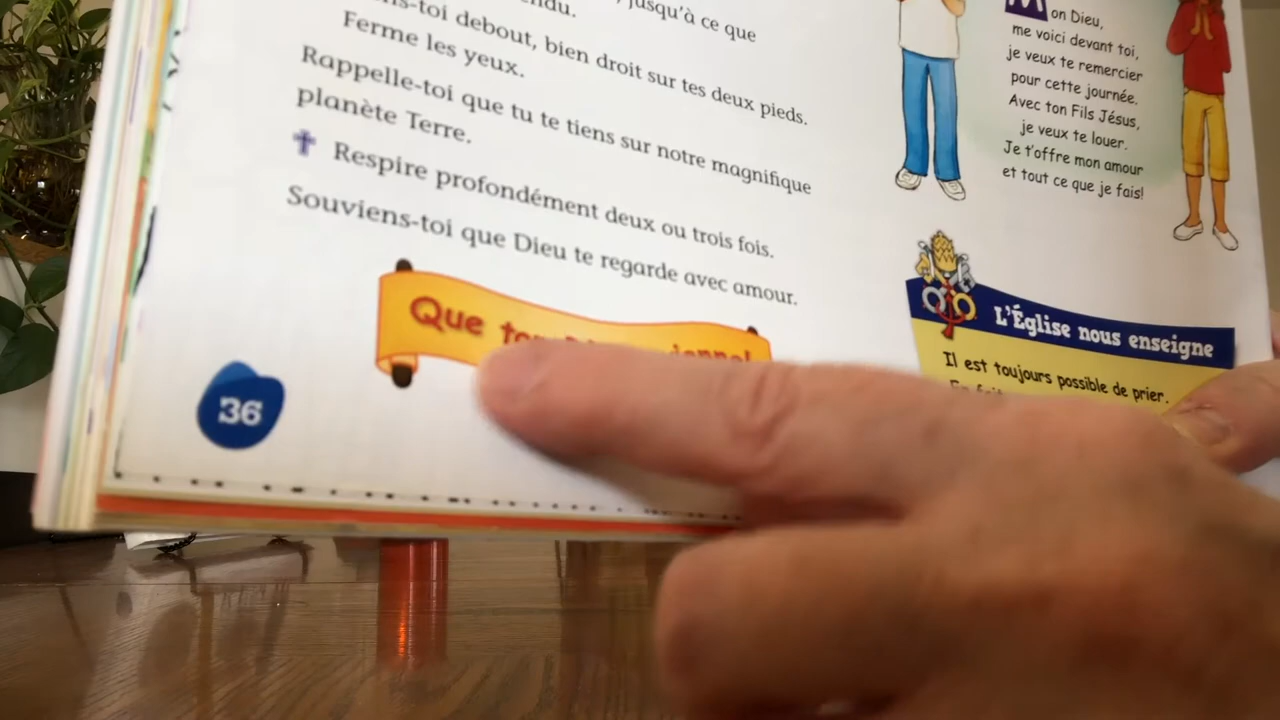 jusqu'à ce que
debout, bien droit sur tes deux pieds.
Ferme les yeux.
Rappelle-toi que tu te tiens sur notre magnifique
planète Terre.
Respire profondément deux ou trois fois.
Souviens-toi que Dieu te regarde avec amour.
Que
36
Mon Dieu,
me voici devant toi,
je veux te remercier
pour cette journée.
Avec ton Fils Jésus,
je veux te louer.
Je t'offre mon amour
et tout ce que je fais!
L'Église nous enseigne
Il est toujours possible de prier.